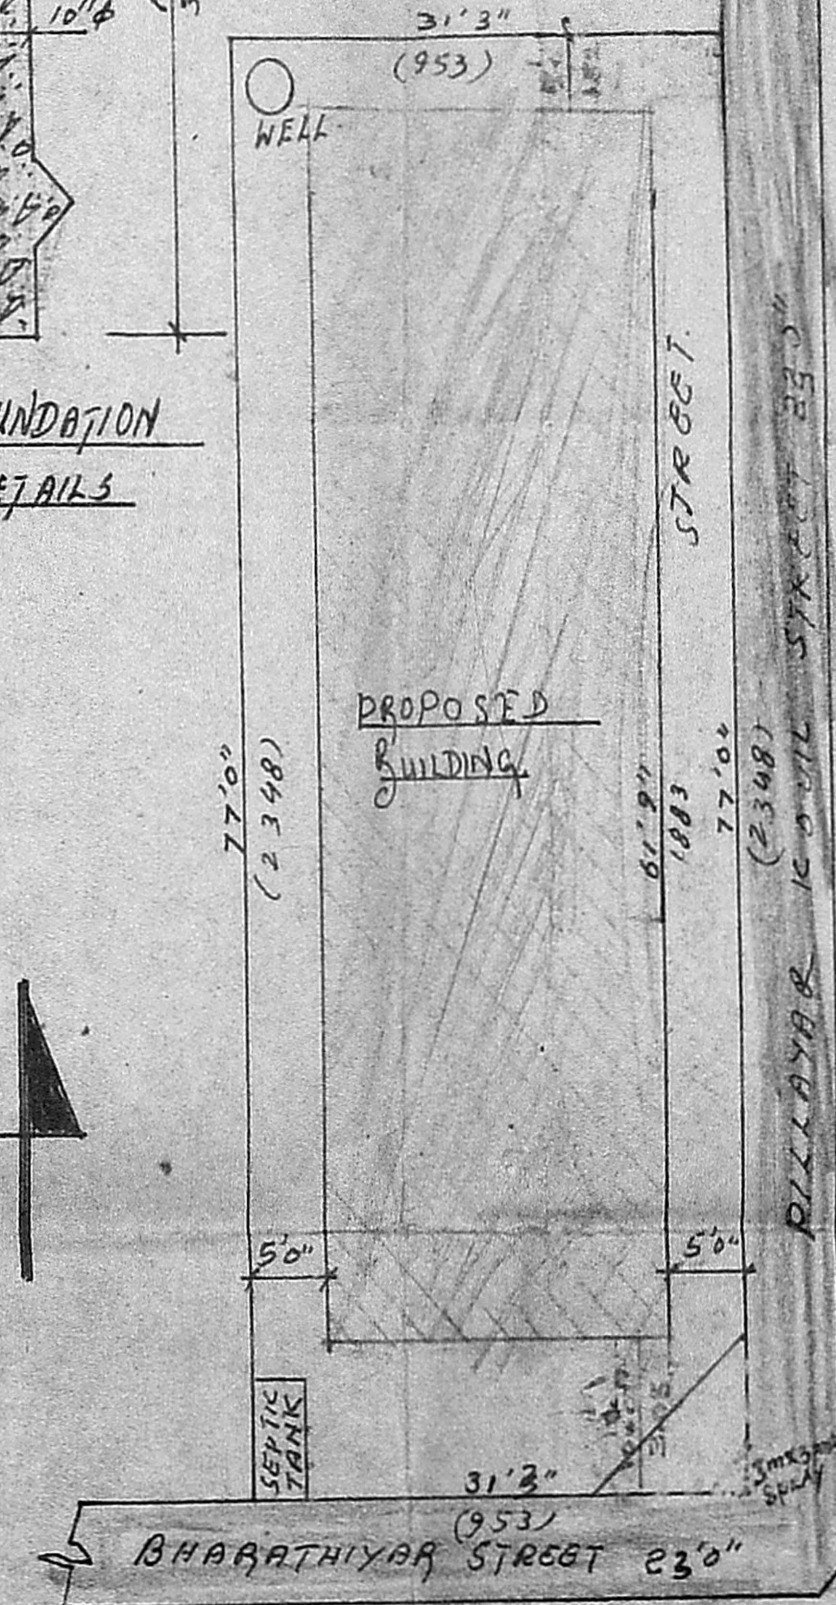 10"φ
31'3"
(953)
WELL
UNDATION
ETAILS
STREET.
PROPOSED
BUILDING
77'0"
(2348)
61'9"
1883
77'0"
(2348)
PILLAYAR KOVIL STREET 23'0"
5'0"
5'0"
SEPTIC
TANK
31'3"
(953)
3mx3m
Splay
BHARATHIYAR STREET 23'0"